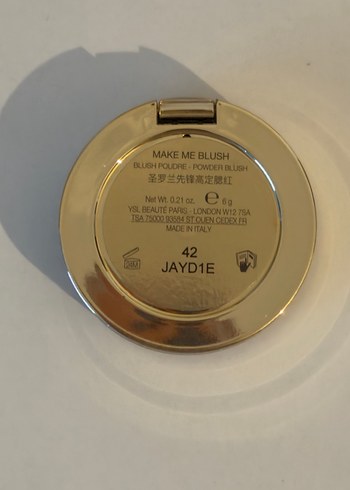 MAKE ME BLUSH
BLUSH POUDRE - POWDER BLUSH
圣罗兰先锋高定腮红
Net Wt. 0.21 oz. ℮ 6 g
YSL BEAUTÉ PARIS - LONDON W12 7SA
TSA 75000 93584 ST OUEN CEDEX FR
MADE IN ITALY
42
JAYD1E